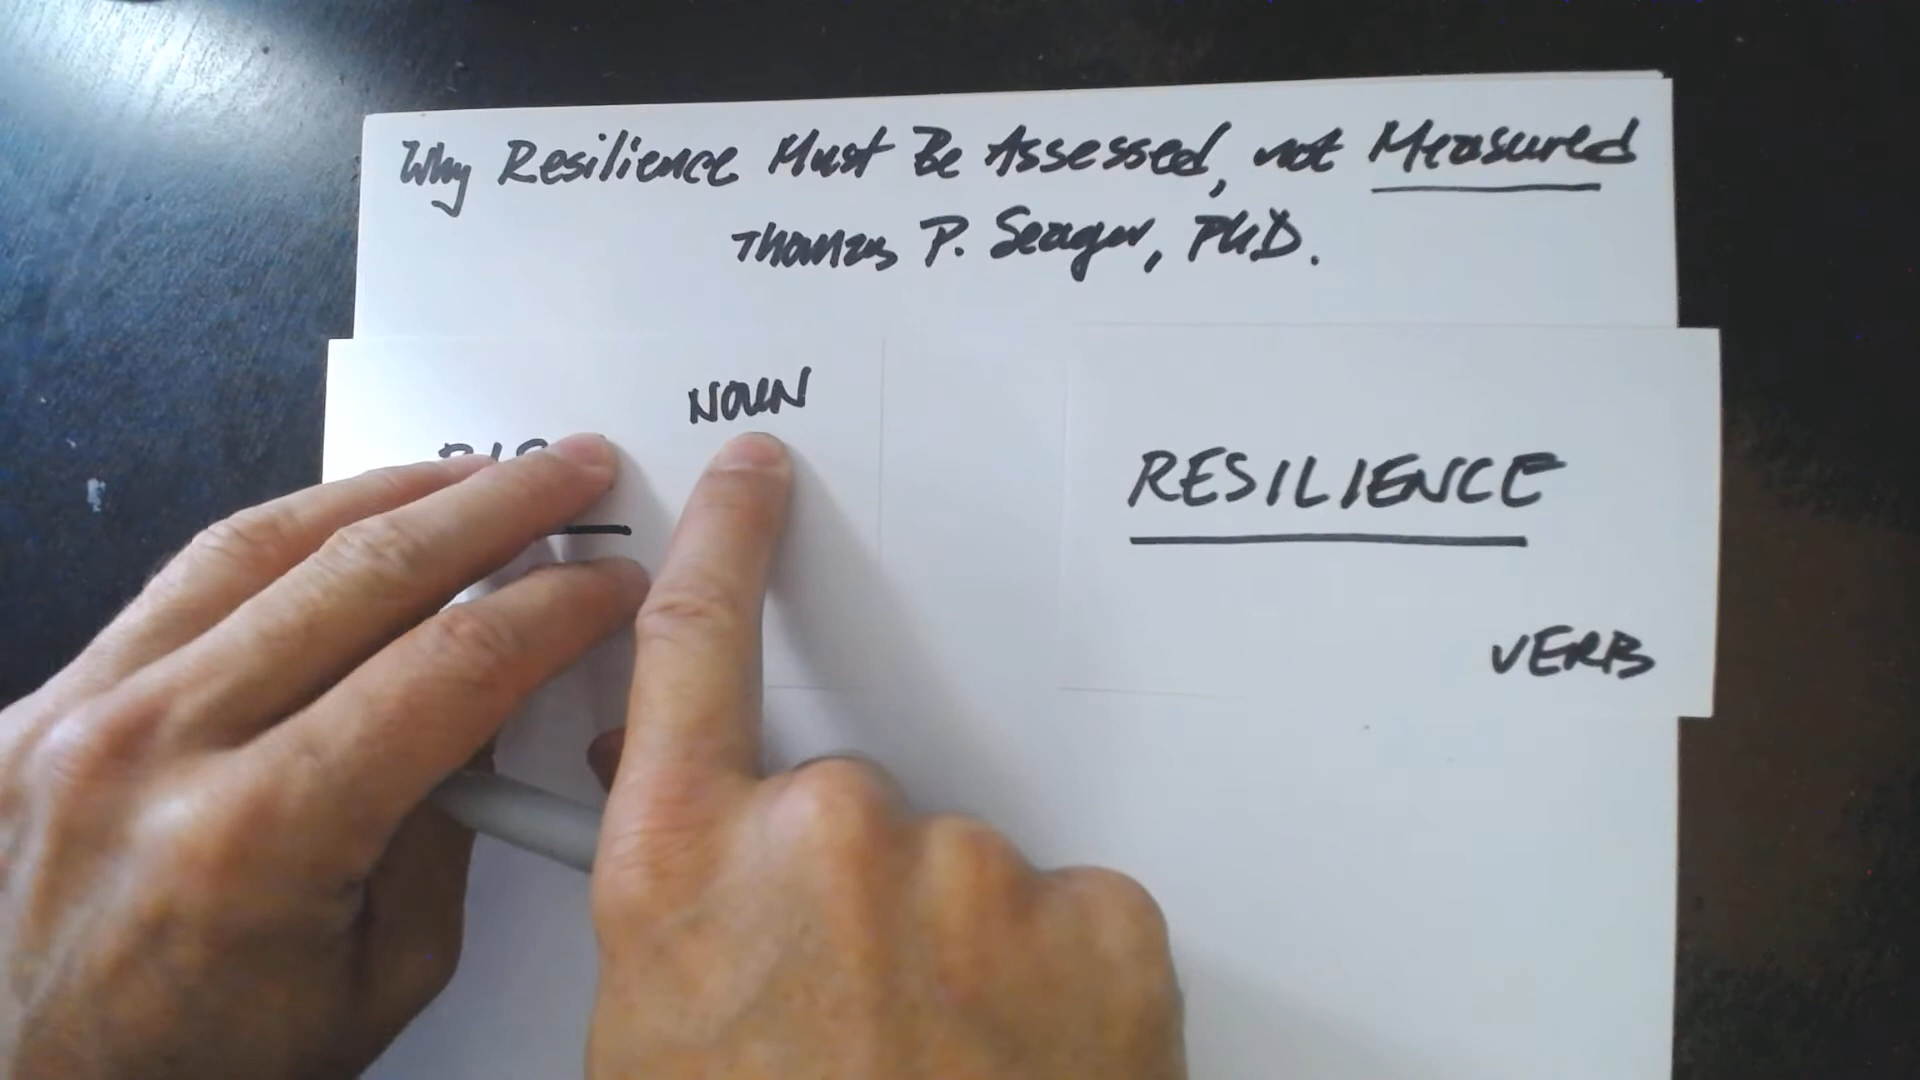 Why Resilience Must Be Assessed, not Measured
Thomas P. Seager, PhD.
NOUN
RESILIENCE
VERB